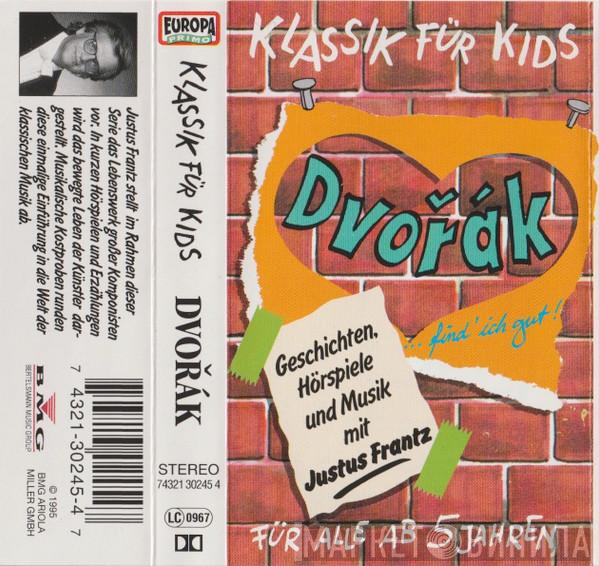 Justus Frantz stellt im Rahmen dieser
Serie das Lebenswerk großer Komponisten
vor. In kurzen Hörspielen und Erzählungen
wird das bewegte Leben der Künster dar-
gestellt. Musikalische Kostproben runden
diese einmalige Einführung in die Welt der
klassischen Musik ab.
7 4321-30245-4 7
BMG
BERTELSMANN MUSIC GROUP
© 1995
BMG ARIOLA
MILLER GMBH
EUROPA
PRIMO
KLASSIK FÜR KIDS
DVOŘÁK
STEREO
74321 30245 4
LC 0967
KLASSIK FÜR KIDS
Dvořák
...find' ich gut!
Geschichten,
Hörspiele
und Musik
mit
Justus Frantz
FÜR ALLE AB 5 JAHREN
МАРКЕТ ВИНИЛА